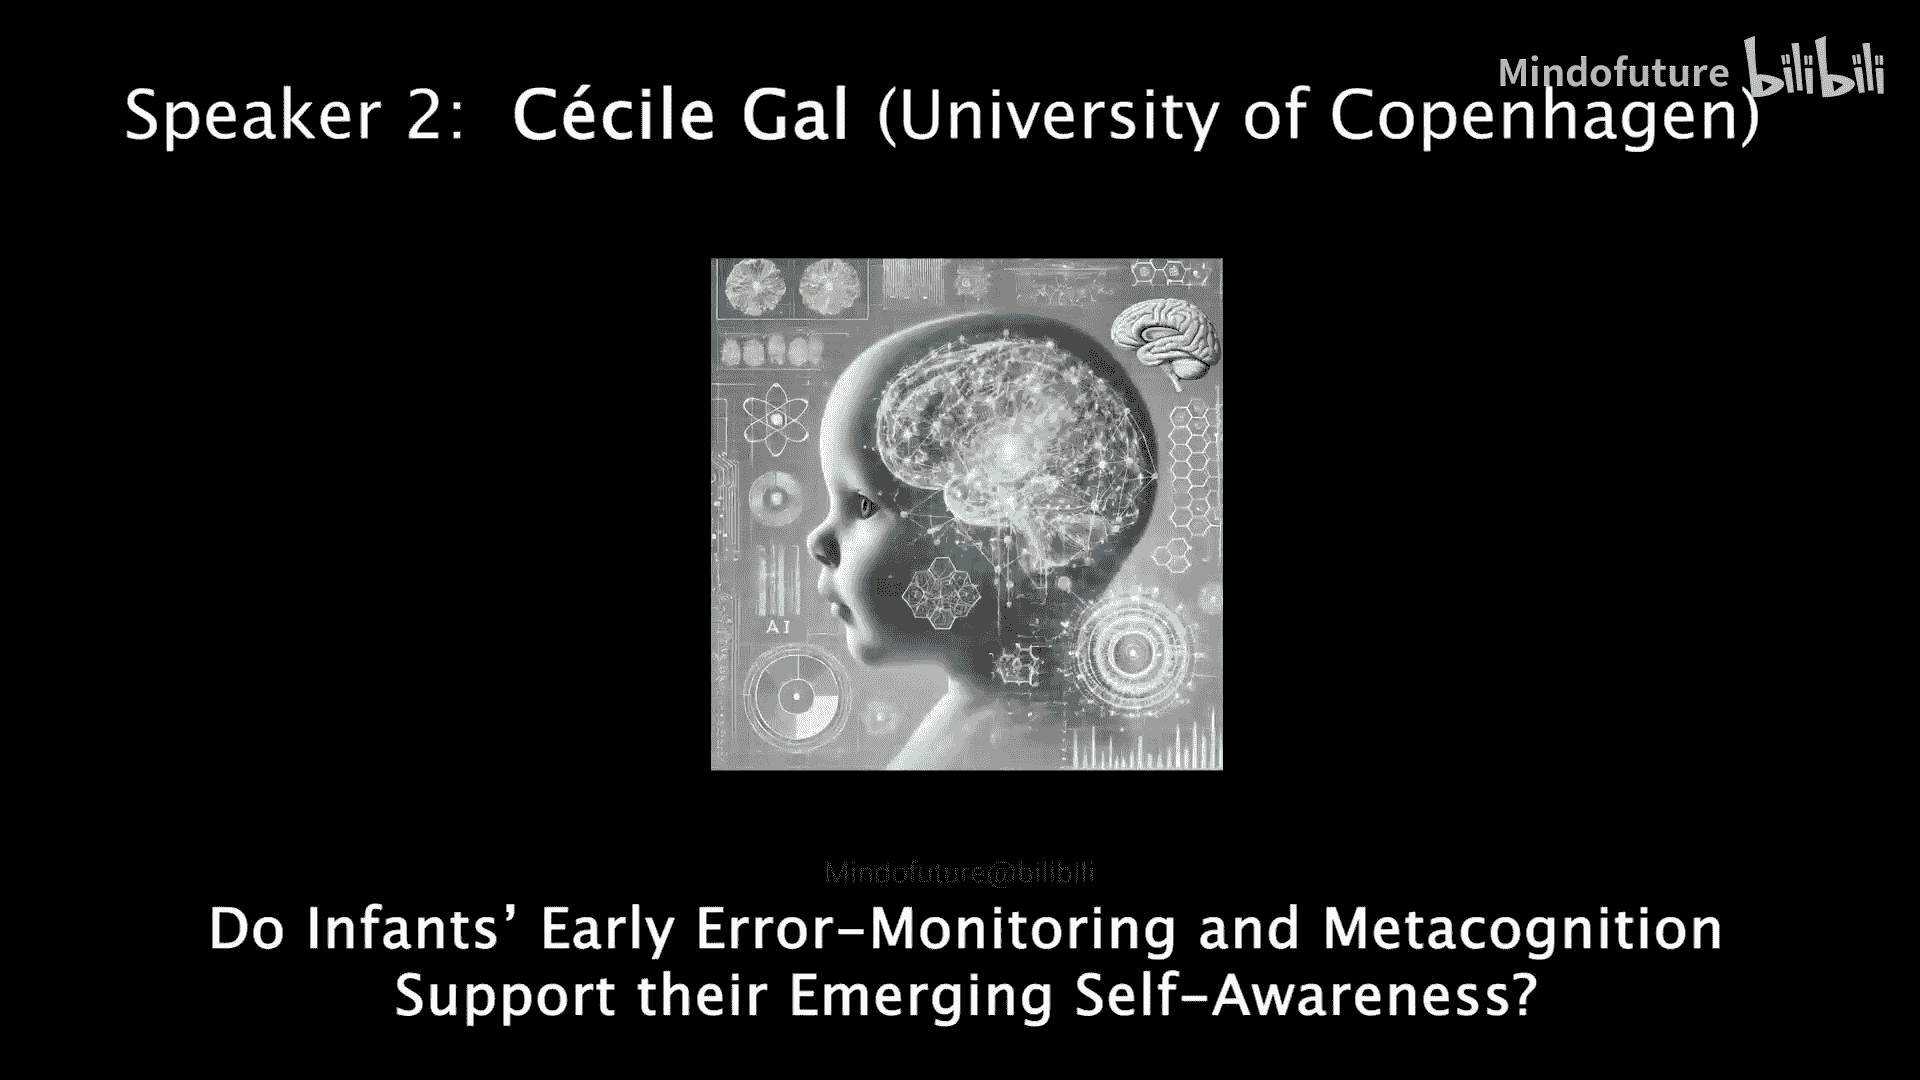 Mindofuture bilibili
Speaker 2: Cécile Gal (University of Copenhagen)
AI
Mindofuture@bilibili
Do Infants’ Early Error-Monitoring and Metacognition
Support their Emerging Self-Awareness?